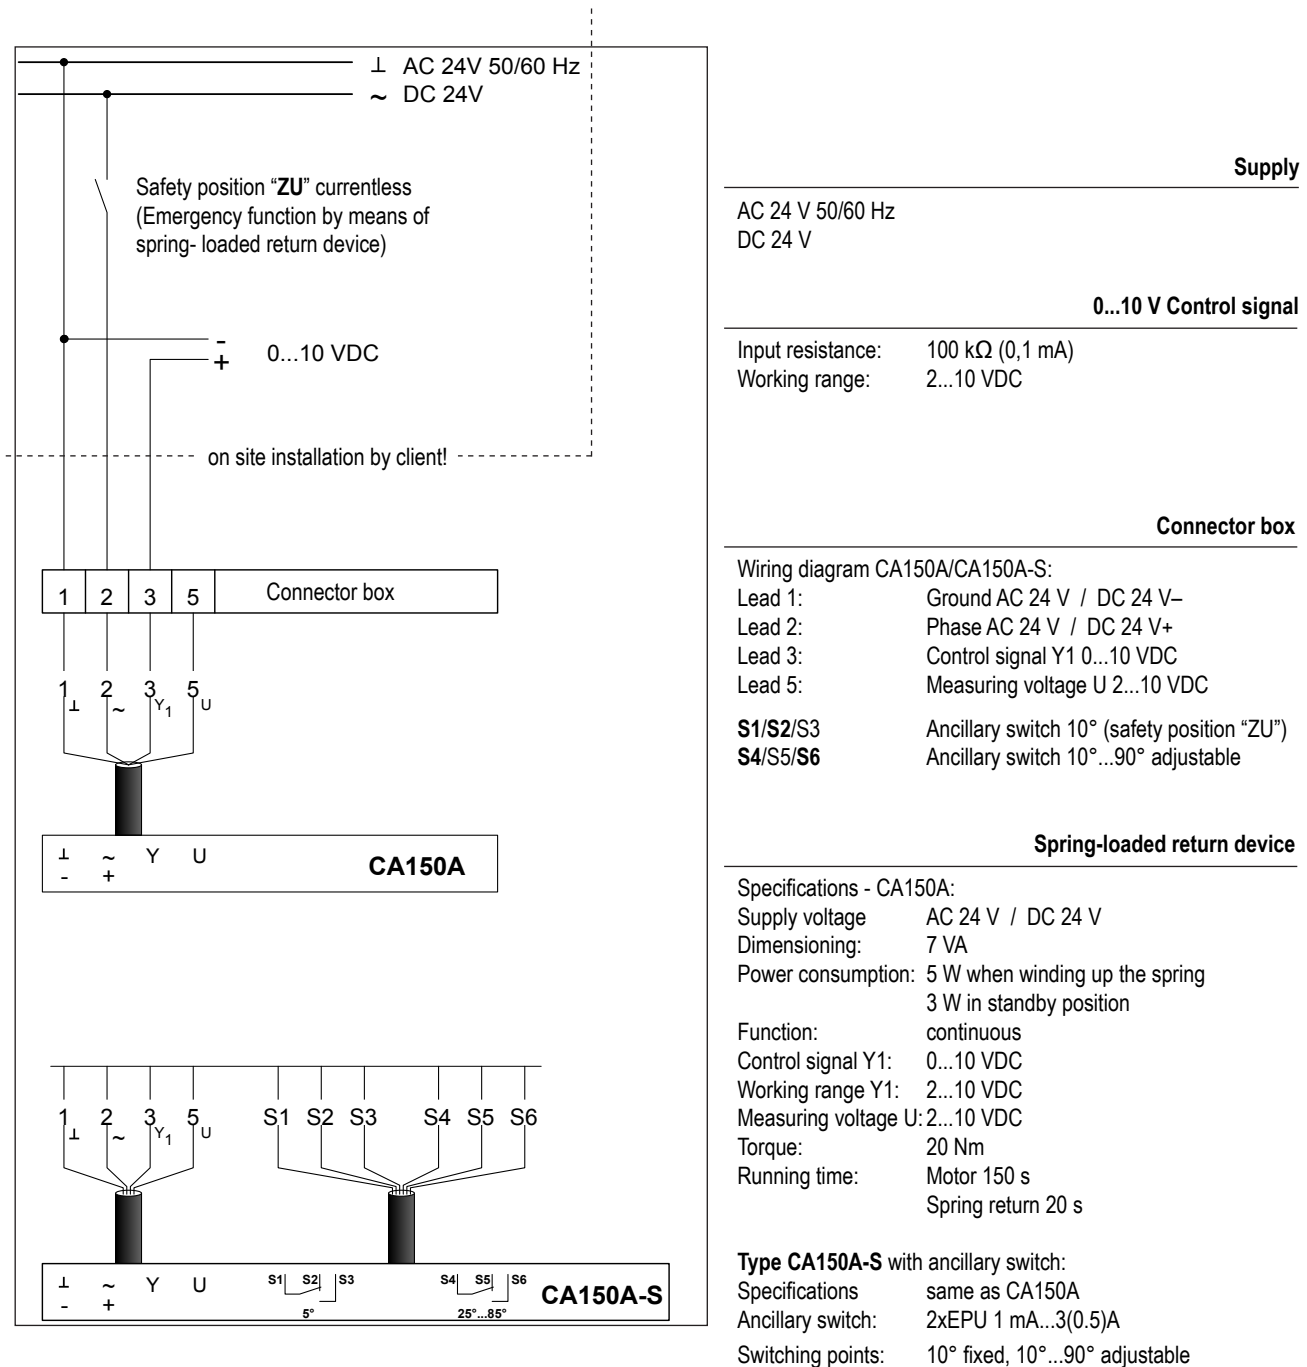 ⊥ AC 24V 50/60 Hz
~ DC 24V
Safety position “ZU” currentless
(Emergency function by means of
spring- loaded return device)
-
+ 0...10 VDC
on site installation by client!
1 2 3 5 Connector box
1 2 3 5
⊥ ~ Y1 U
⊥ ~ Y U
- +
CA150A
1 2 3 5 S1 S2 S3 S4 S5 S6
⊥ ~ Y1 U
⊥ ~ Y U S1 S2 S3 S4 S5 S6
- + 5° 25°...85°
CA150A-S
Supply
AC 24 V 50/60 Hz
DC 24 V
0...10 V Control signal
Input resistance: 100 kΩ (0,1 mA)
Working range: 2...10 VDC
Connector box
Wiring diagram CA150A/CA150A-S:
Lead 1: Ground AC 24 V / DC 24 V–
Lead 2: Phase AC 24 V / DC 24 V+
Lead 3: Control signal Y1 0...10 VDC
Lead 5: Measuring voltage U 2...10 VDC
S1/S2/S3 Ancillary switch 10° (safety position “ZU”)
S4/S5/S6 Ancillary switch 10°...90° adjustable
Spring-loaded return device
Specifications - CA150A:
Supply voltage AC 24 V / DC 24 V
Dimensioning: 7 VA
Power consumption: 5 W when winding up the spring
3 W in standby position
Function: continuous
Control signal Y1: 0...10 VDC
Working range Y1: 2...10 VDC
Measuring voltage U: 2...10 VDC
Torque: 20 Nm
Running time: Motor 150 s
Spring return 20 s
Type CA150A-S with ancillary switch:
Specifications same as CA150A
Ancillary switch: 2xEPU 1 mA...3(0.5)A
Switching points: 10° fixed, 10°...90° adjustable